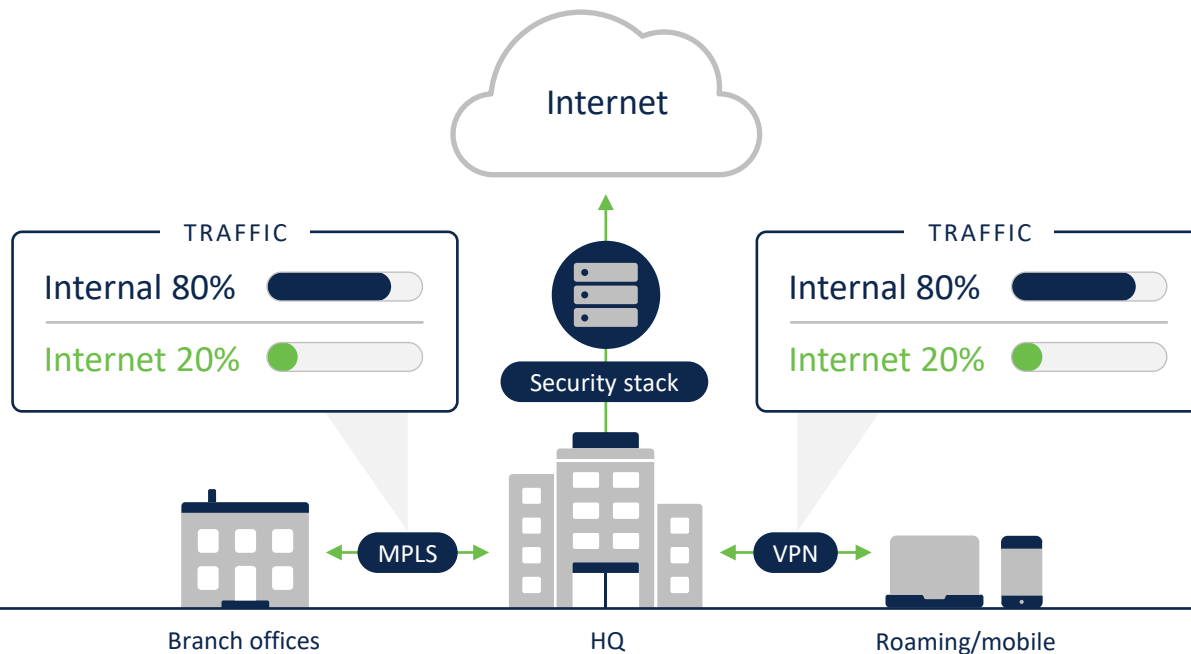 Internet
TRAFFIC
Internal 80%
Internet 20%
Security stack
TRAFFIC
Internal 80%
Internet 20%
MPLS
VPN
Branch offices
HQ
Roaming/mobile